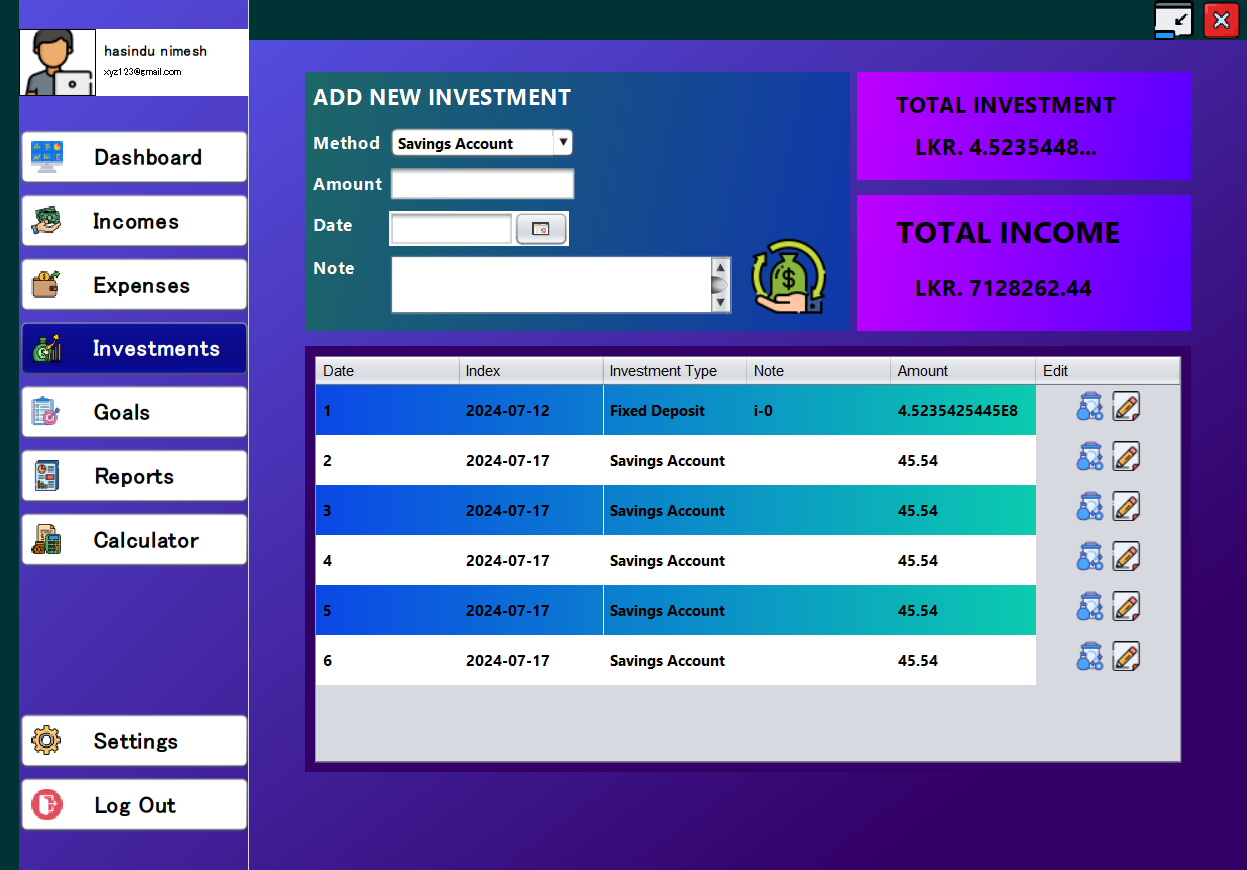 hasindu nimesh
xyz123@gmail.com
Dashboard
Incomes
Expenses
Investments
Goals
Reports
Calculator
Settings
Log Out
ADD NEW INVESTMENT
Method Savings Account
Amount
Date
Note
TOTAL INVESTMENT
LKR. 4.5235448...
TOTAL INCOME
LKR. 7128262.44
Date Index Investment Type Note Amount Edit
1 2024-07-12 Fixed Deposit i-0 4.5235425445E8
2 2024-07-17 Savings Account 45.54
3 2024-07-17 Savings Account 45.54
4 2024-07-17 Savings Account 45.54
5 2024-07-17 Savings Account 45.54
6 2024-07-17 Savings Account 45.54